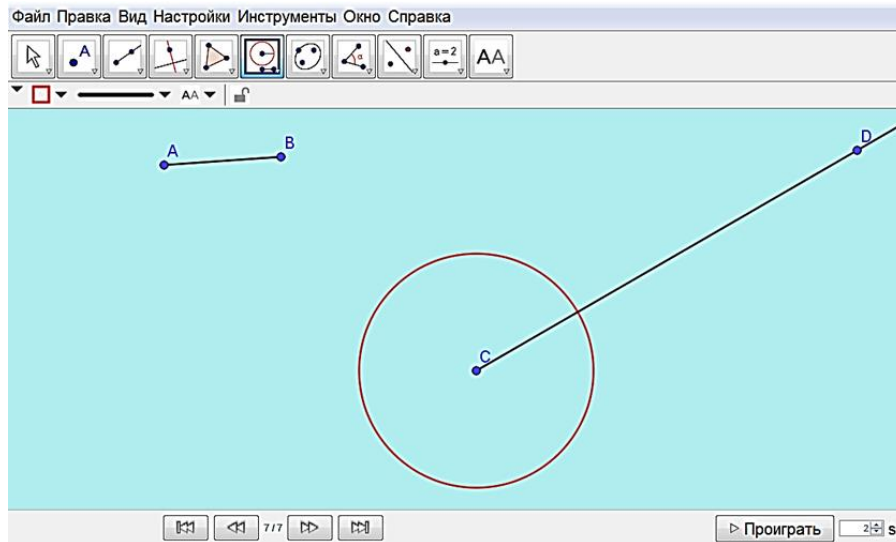 Файл Правка Вид Настройки Инструменты Окно Справка
A α a=2 AA
AA
A B D
C
7/7 Проиграть 2 s